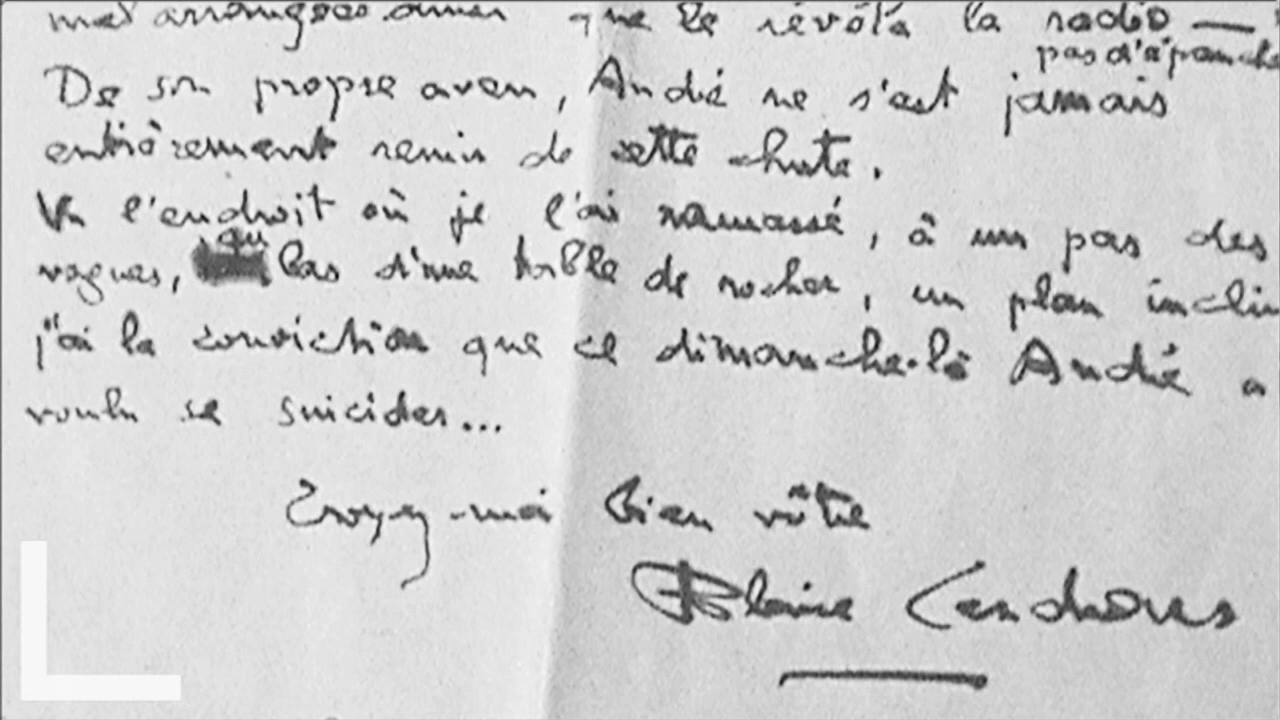 que le révéla la radio —
pas d'épanche
De son propre aveu, André ne s'est jamais
entièrement remis de cette chute.
Vu l'endroit où je l'ai ramassé, à un pas des
vagues, au bas d'une table de rocher, un plan inclin
j'ai la conviction que ce dimanche-là André a
voulu se suicider...
Croyez-moi bien vôtre
Blaise Cendrars